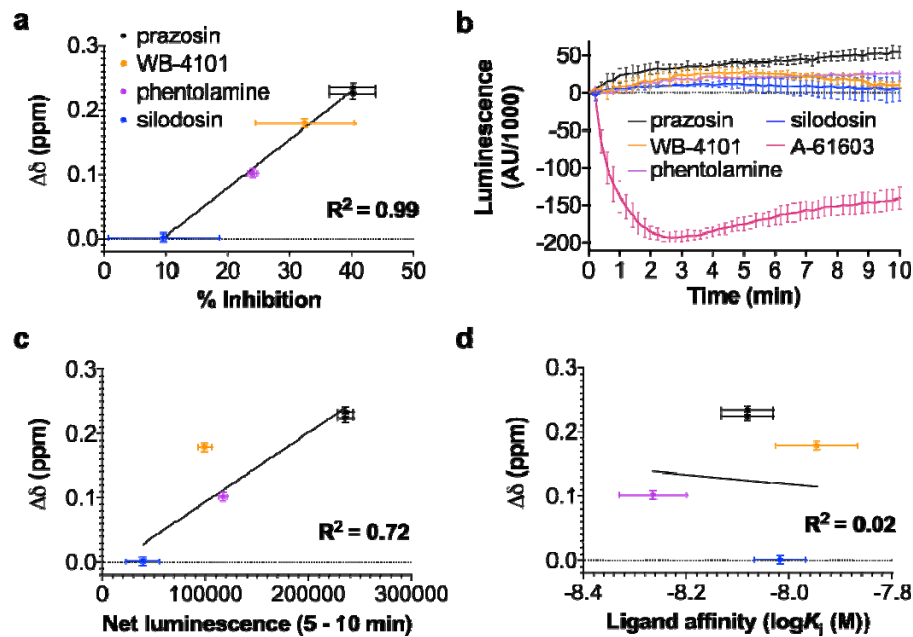 a
prazosin
WB-4101
phentolamine
silodosin
0.3
0.2
0.1
0.0
Δδ (ppm)
R² = 0.99
0 10 20 30 40 50
% Inhibition
b
50
-50
-100
-150
-200
Luminescence
(AU/1000)
prazosin
WB-4101
phentolamine
silodosin
A-61603
0 1 2 3 4 5 6 7 8 9 10
Time (min)
c
0.3
0.2
0.1
0.0
Δδ (ppm)
R² = 0.72
0 100000 200000 300000
Net luminescence (5 - 10 min)
d
0.3
0.2
0.1
0.0
Δδ (ppm)
R² = 0.02
-8.4 -8.2 -8.0 -7.8
Ligand affinity (logKi (M))